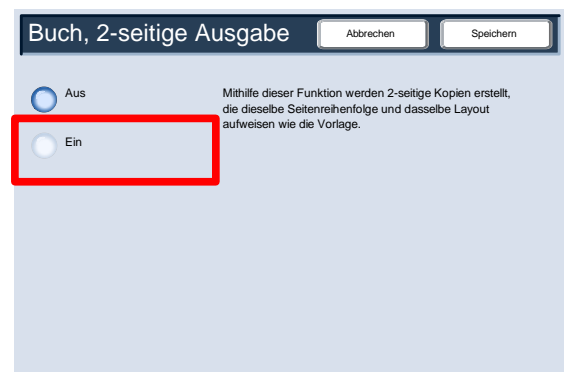 Buch, 2-seitige Ausgabe
Abbrechen
Speichern
Aus
Mithilfe dieser Funktion werden 2-seitige Kopien erstellt,
die dieselbe Seitenreihenfolge und dasselbe Layout
aufweisen wie die Vorlage.
Ein